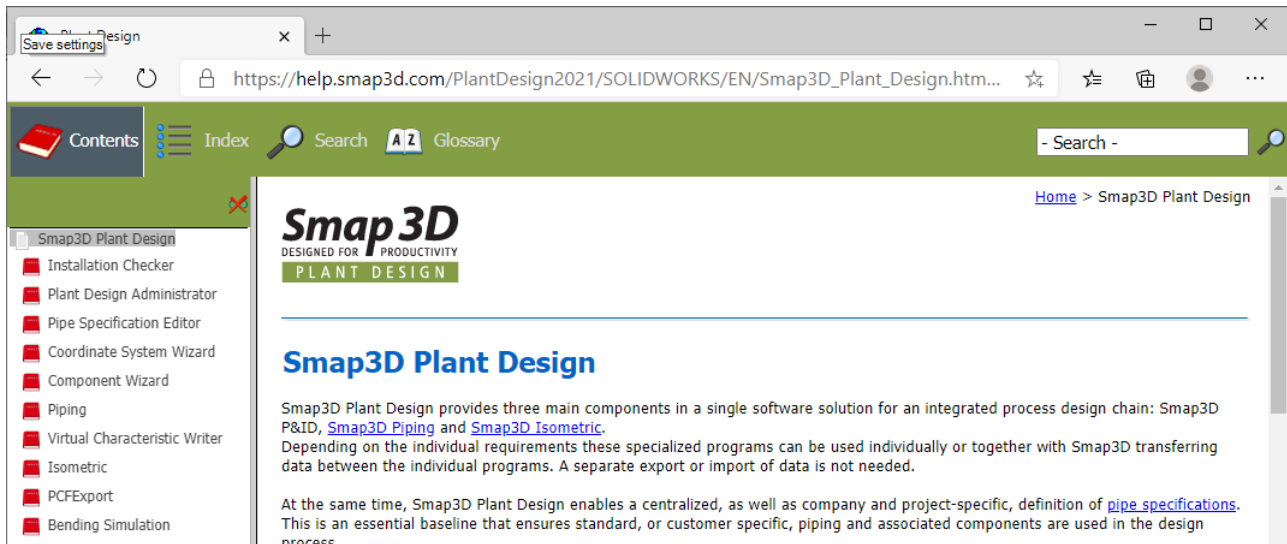 Plant Design
Save settings
https://help.smap3d.com/PlantDesign2021/SOLIDWORKS/EN/Smap3D_Plant_Design.htm...
Contents
Index
Search
A Z
Glossary
- Search -
Home > Smap3D Plant Design
Smap3D Plant Design
Installation Checker
Plant Design Administrator
Pipe Specification Editor
Coordinate System Wizard
Component Wizard
Piping
Virtual Characteristic Writer
Isometric
PCFExport
Bending Simulation
Smap 3D
DESIGNED FOR PRODUCTIVITY
PLANT DESIGN
Smap3D Plant Design
Smap3D Plant Design provides three main components in a single software solution for an integrated process design chain: Smap3D
P&ID, Smap3D Piping and Smap3D Isometric.
Depending on the individual requirements these specialized programs can be used individually or together with Smap3D transferring
data between the individual programs. A separate export or import of data is not needed.
At the same time, Smap3D Plant Design enables a centralized, as well as company and project-specific, definition of pipe specifications.
This is an essential baseline that ensures standard, or customer specific, piping and associated components are used in the design
process.